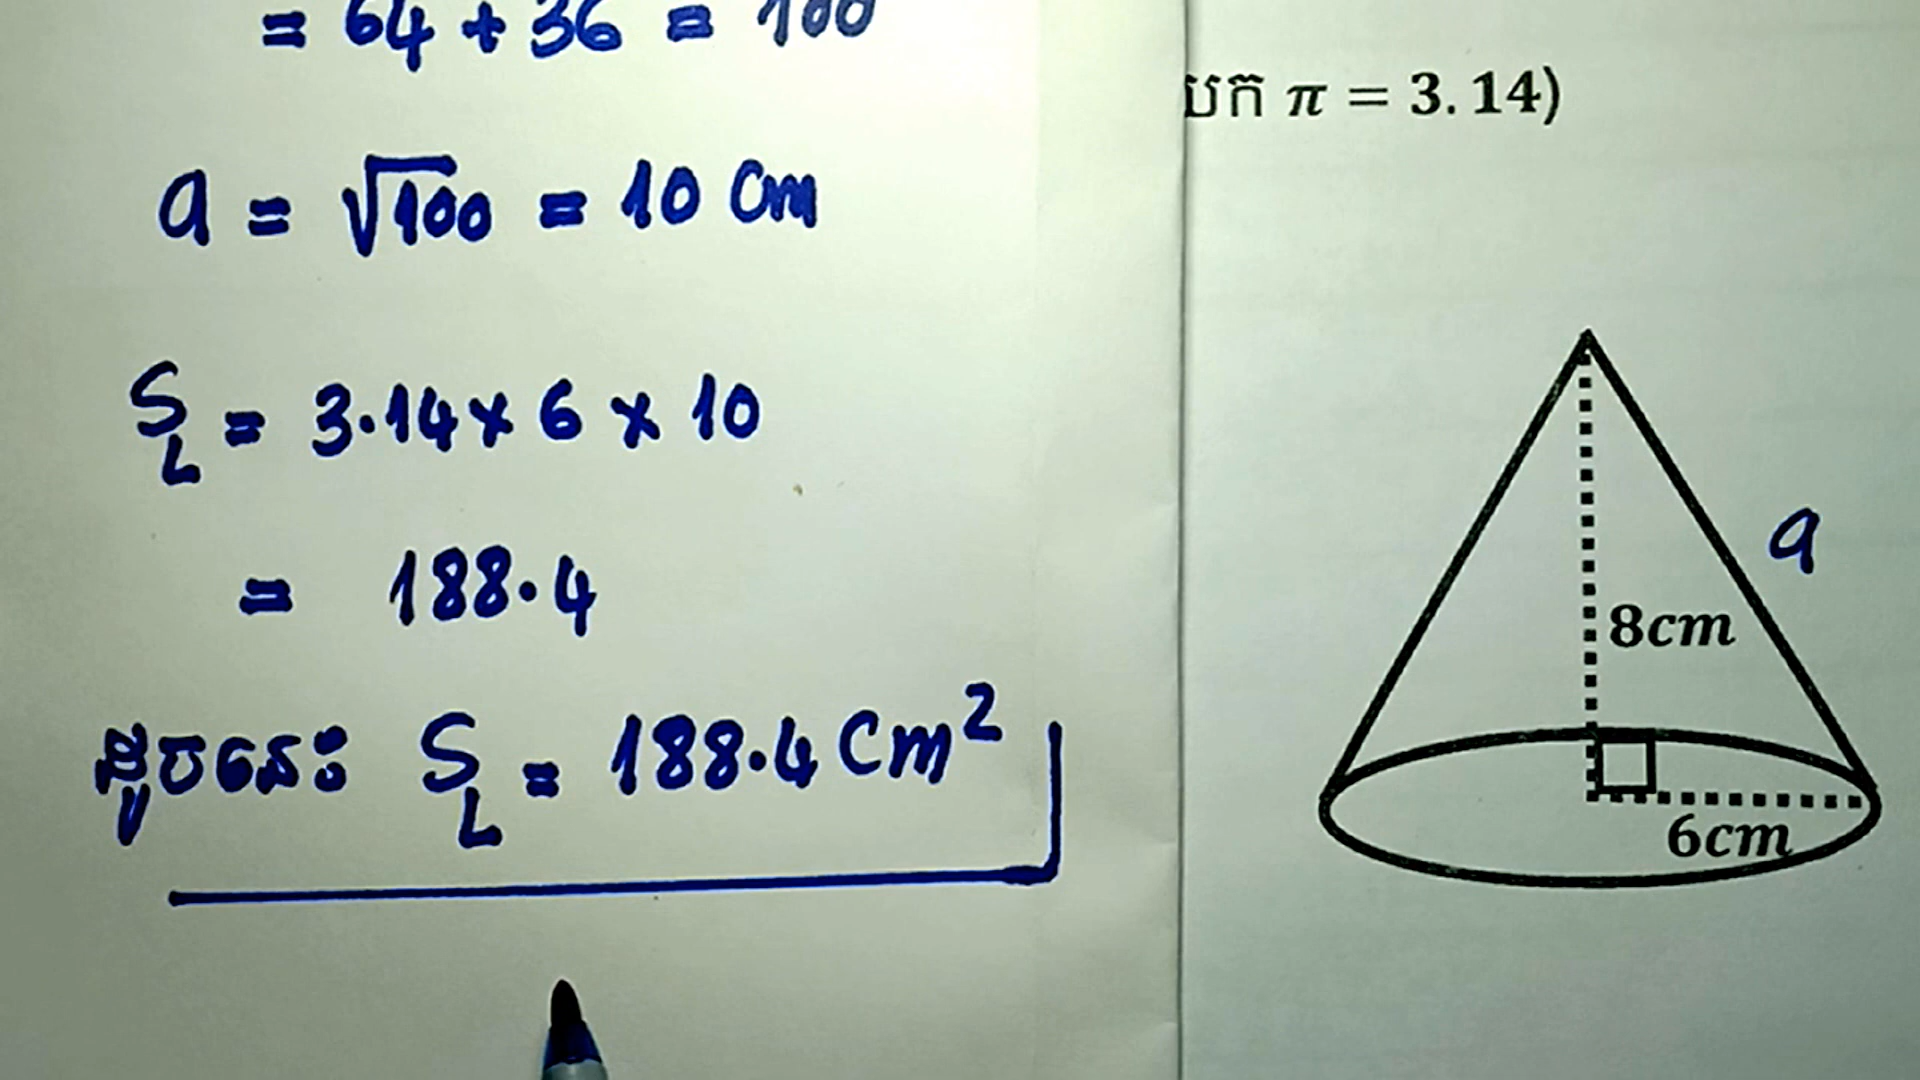 = 64 + 36 = 100
a = √100 = 10 Cm
S_L = 3.14 × 6 × 10
= 188.4
ដូចនេះ S_L = 188.4 Cm²
បក π = 3.14)
a
8cm
6cm